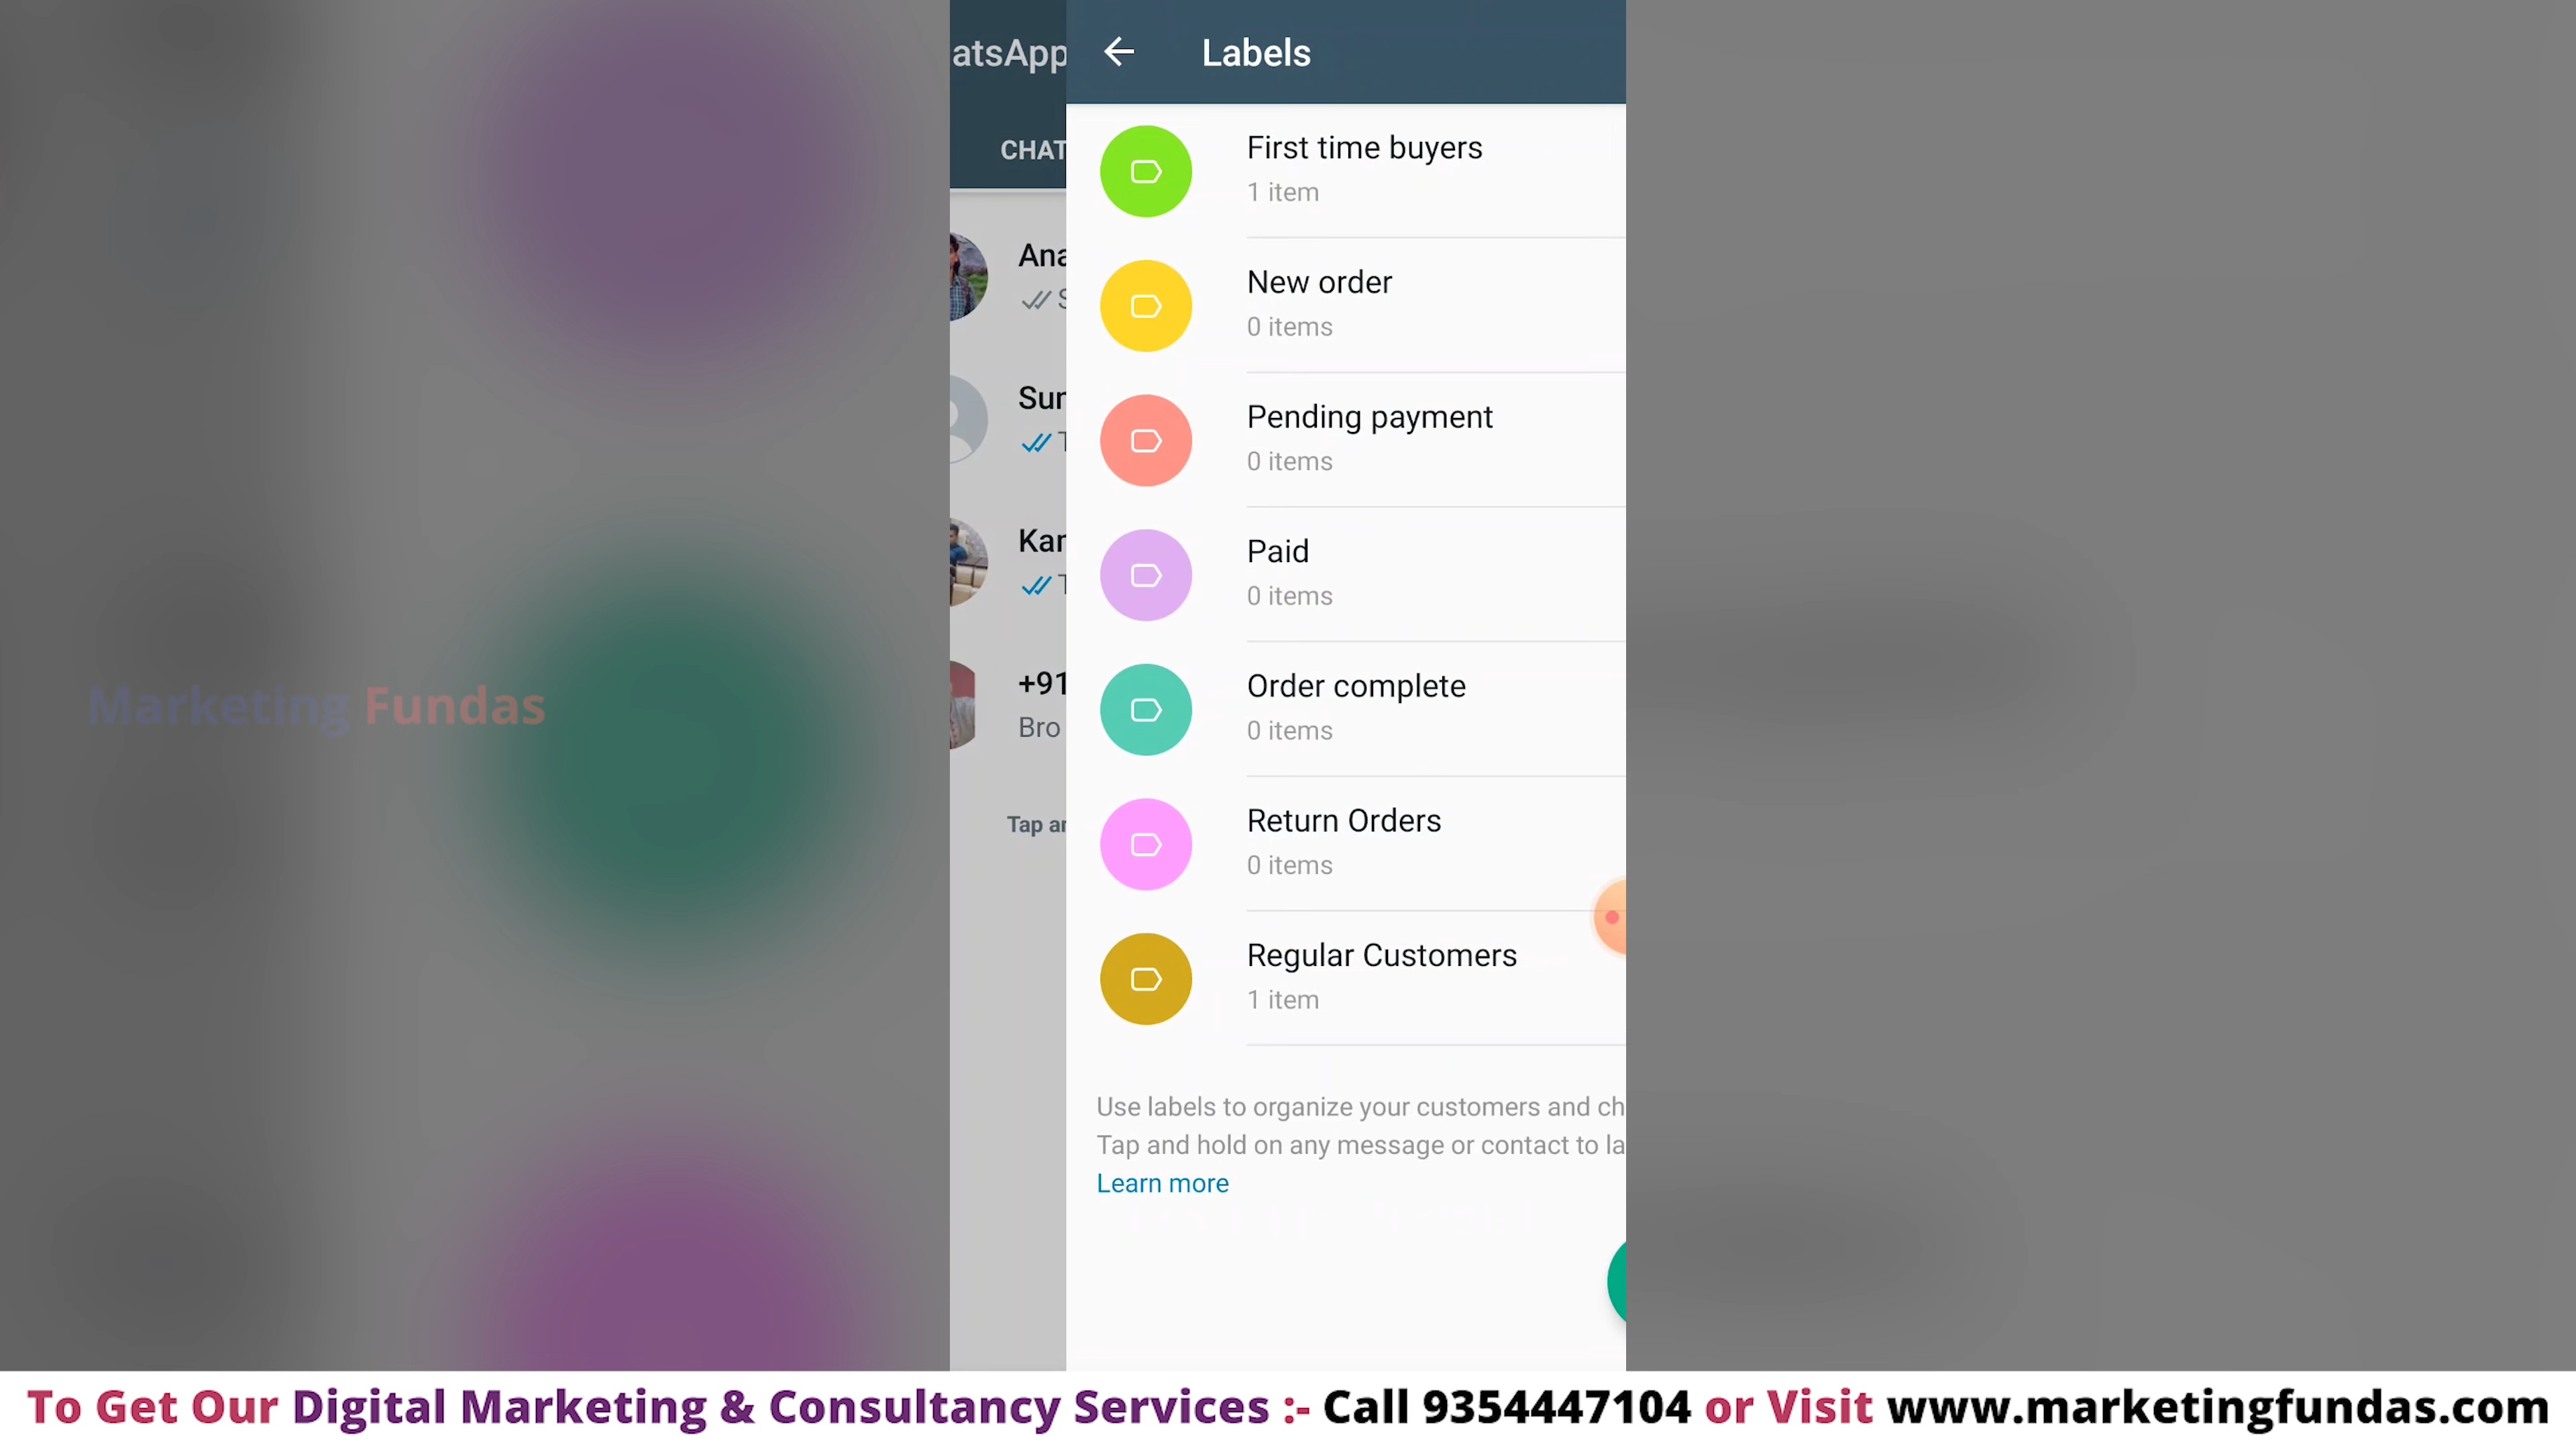 atsApp
CHAT
Ana
Sun
Kar
+91
Bro
Tap an
Labels
First time buyers
1 item
New order
0 items
Pending payment
0 items
Paid
0 items
Order complete
0 items
Return Orders
0 items
Regular Customers
1 item
Use labels to organize your customers and ch
Tap and hold on any message or contact to la
Learn more
Marketing Fundas
To Get Our Digital Marketing & Consultancy Services :- Call 9354447104 or Visit www.marketingfundas.com